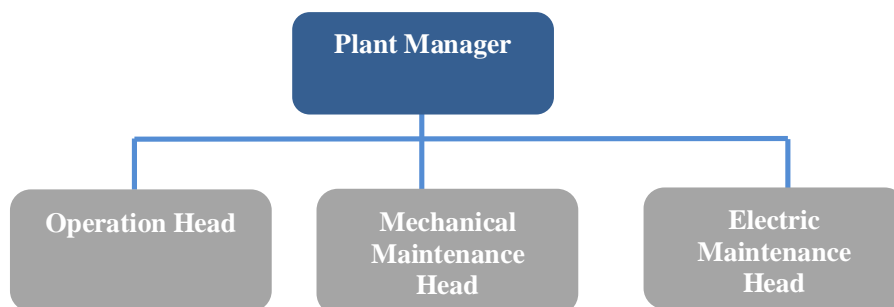 Plant Manager
Operation Head
Mechanical
Maintenance
Head
Electric
Maintenance
Head